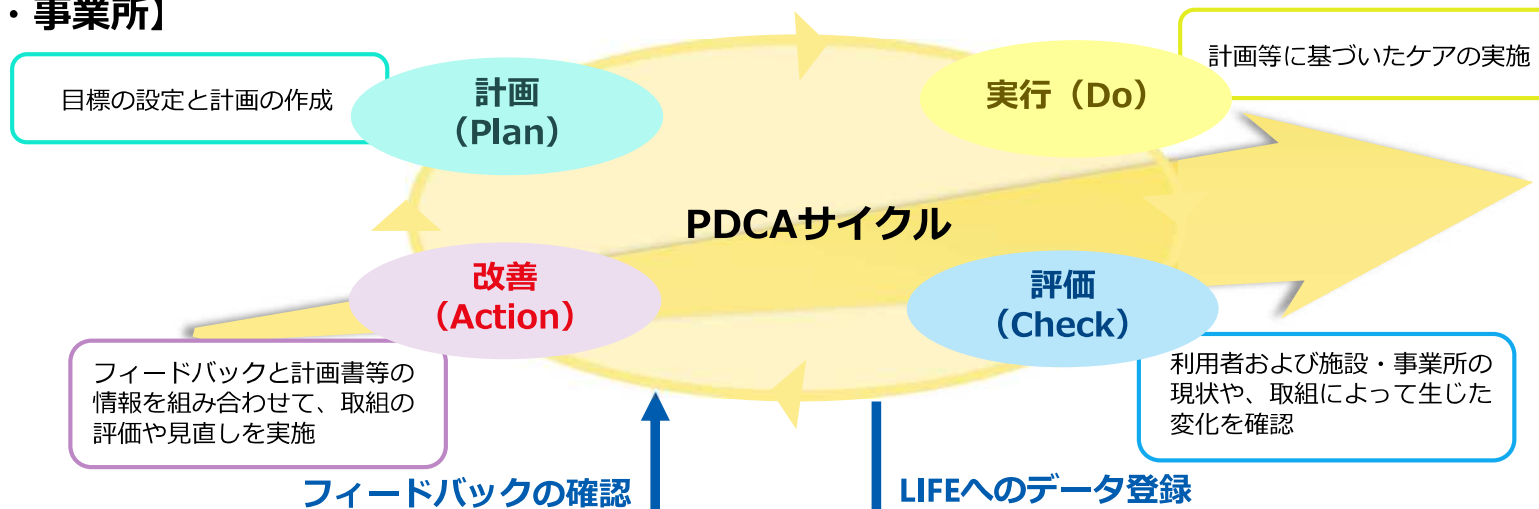 ・事業所】
目標の設定と計画の作成
計画
（Plan）
実行（Do）
計画等に基づいたケアの実施
PDCAサイクル
改善
（Action）
評価
（Check）
フィードバックと計画書等の
情報を組み合わせて、取組の
評価や見直しを実施
利用者および施設・事業所の
現状や、取組によって生じた
変化を確認
フィードバックの確認
LIFEへのデータ登録